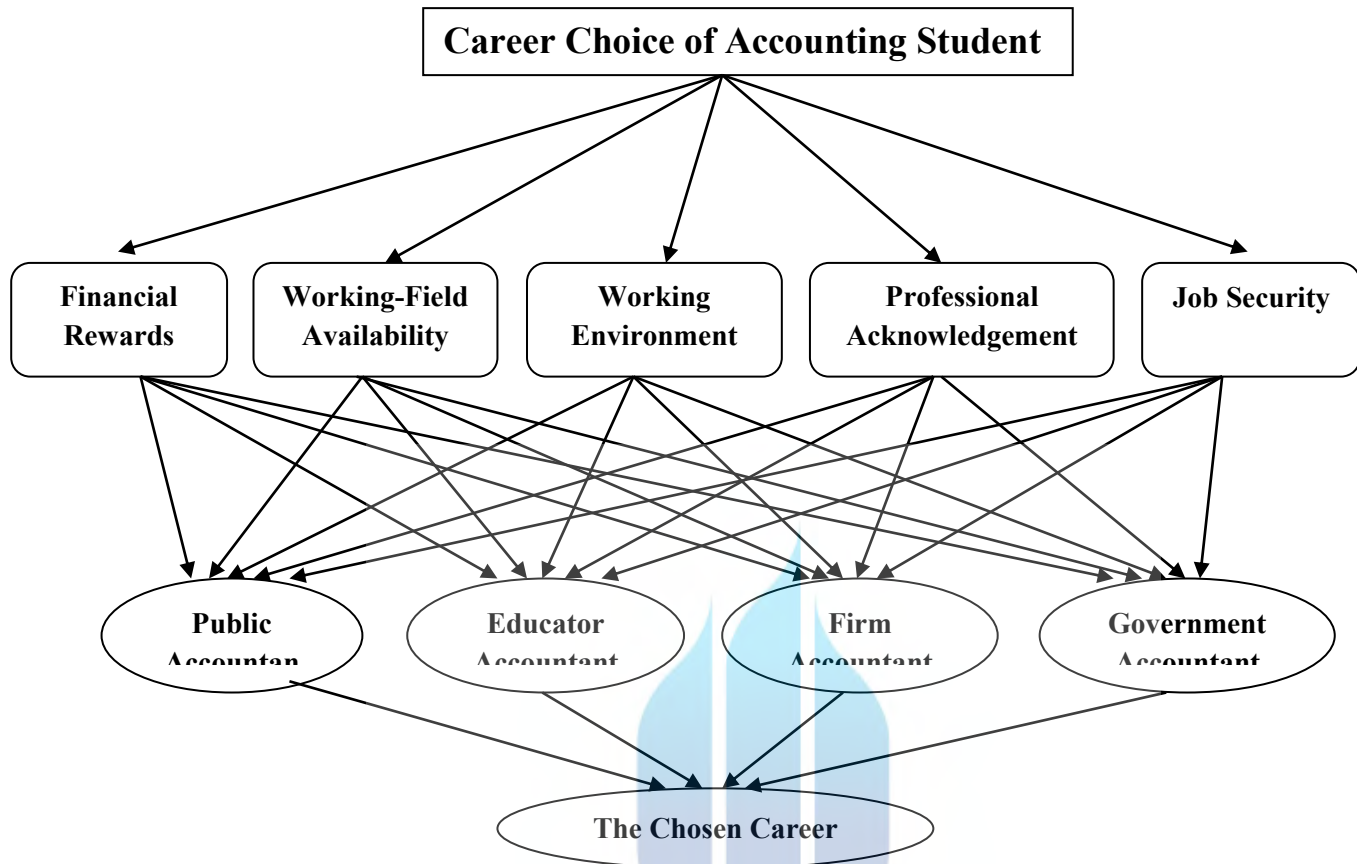 Career Choice of Accounting Student
Financial
Rewards
Working-Field
Availability
Working
Environment
Professional
Acknowledgement
Job Security
Public
Accountan
Educator
Accountant
Firm
Accountant
Government
Accountant
The Chosen Career